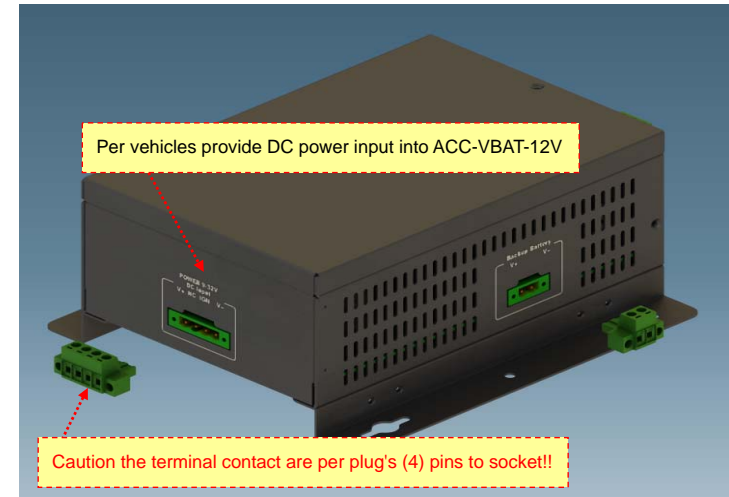 Per vehicles provide DC power input into ACC-VBAT-12V
Backup Battery
V+ V-
POWER 9-32V
DC Input
V+ NC IGN V-
Caution the terminal contact are per plug's (4) pins to socket!!